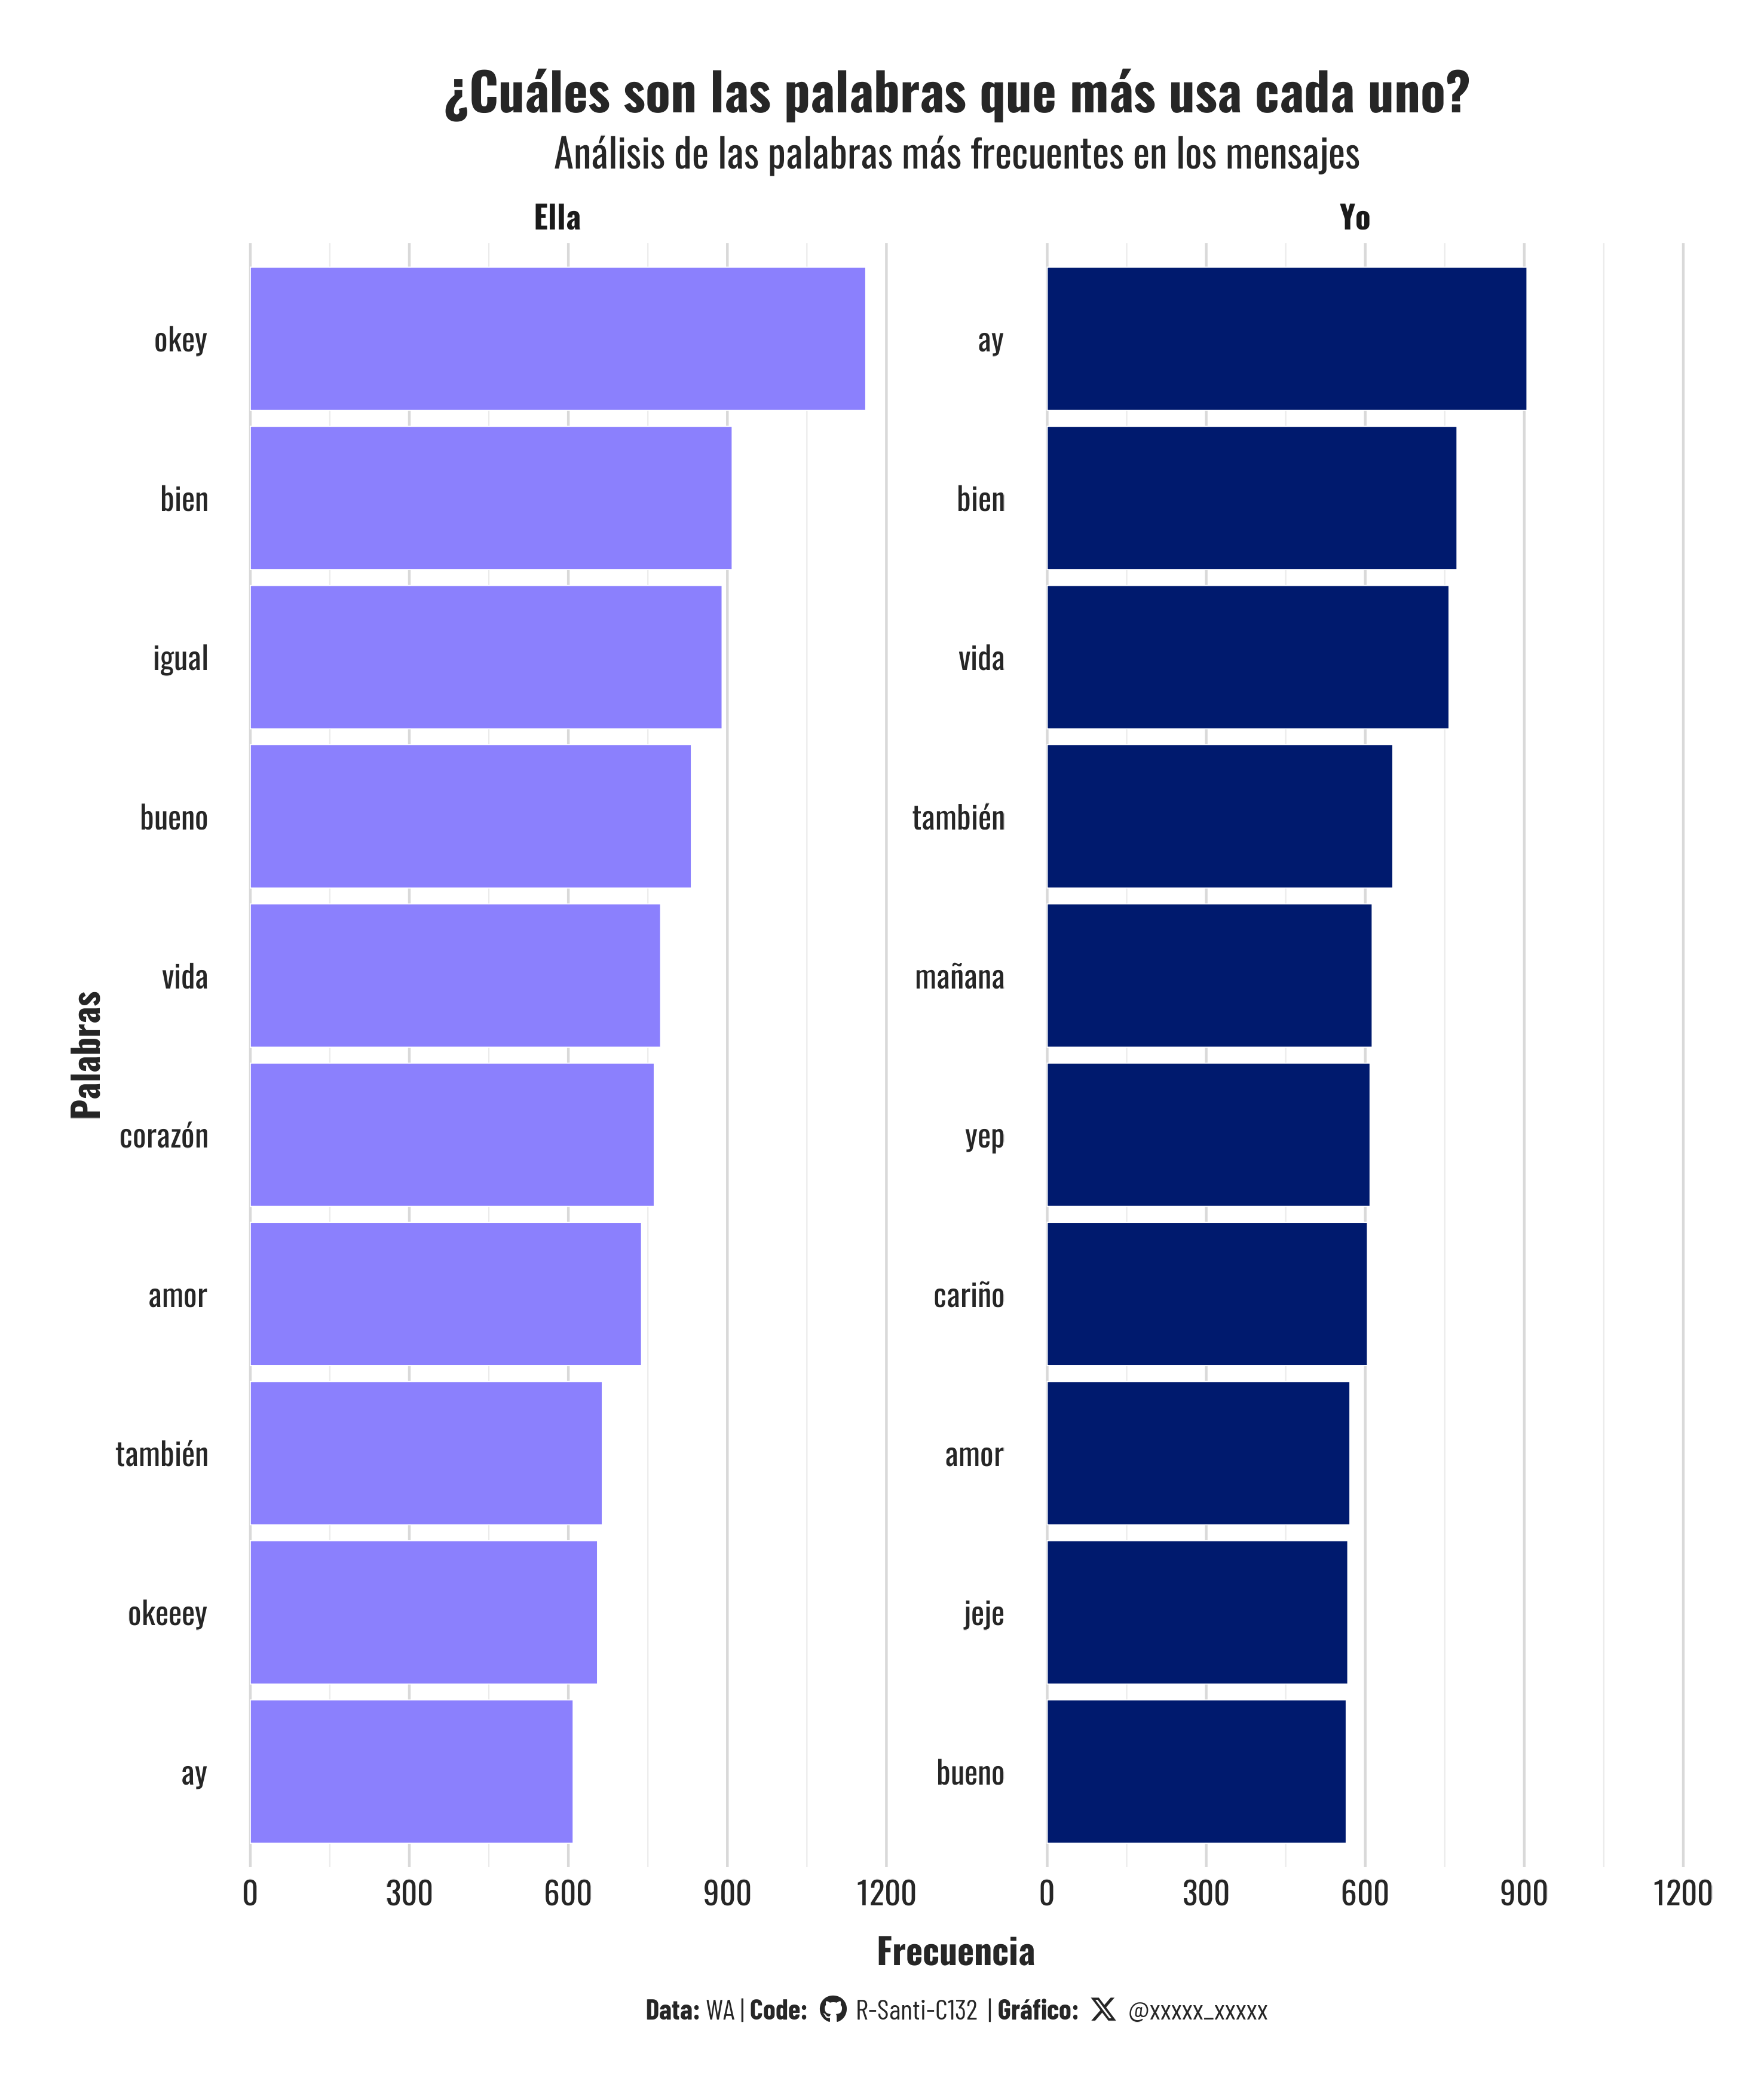 ¿Cuáles son las palabras que más usa cada uno?
Análisis de las palabras más frecuentes en los mensajes
Ella
Yo
Palabras
okey
bien
igual
bueno
vida
corazón
amor
también
okeeey
ay
ay
bien
vida
también
mañana
yep
cariño
amor
jeje
bueno
0 300 600 900 1200
0 300 600 900 1200
Frecuencia
Data: WA | Code: R-Santi-C132 | Gráfico: @xxxxx_xxxxx